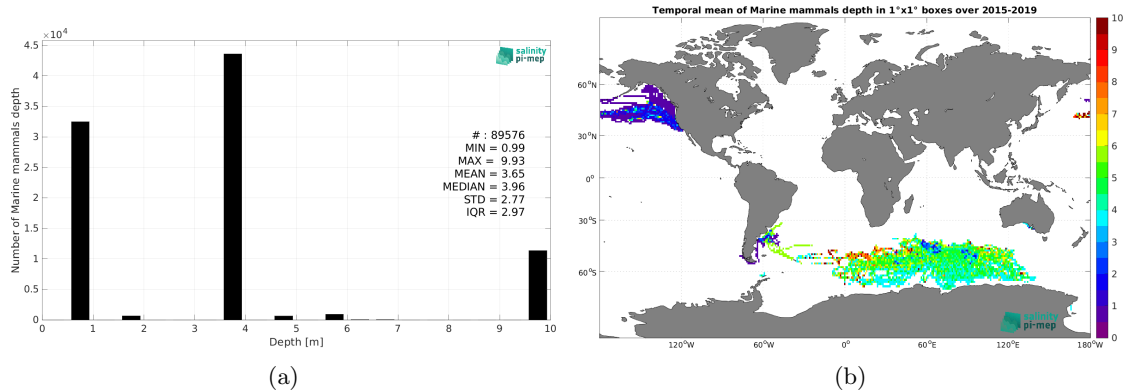 ×10⁴
4.5
4
3.5
3
2.5
2
1.5
1
0.5
0
Number of Marine mammals depth
salinity
pi-mep
# : 89576
MIN = 0.99
MAX = 9.93
MEAN = 3.65
MEDIAN = 3.96
STD = 2.77
IQR = 2.97
0 1 2 3 4 5 6 7 8 9 10
Depth [m]
(a)
Temporal mean of Marine mammals depth in 1°x1° boxes over 2015-2019
60°N
30°N
0°
30°S
60°S
120°W 60°W 0° 60°E 120°E 180°W
salinity
pi-mep
10
9
8
7
6
5
4
3
2
1
0
(b)